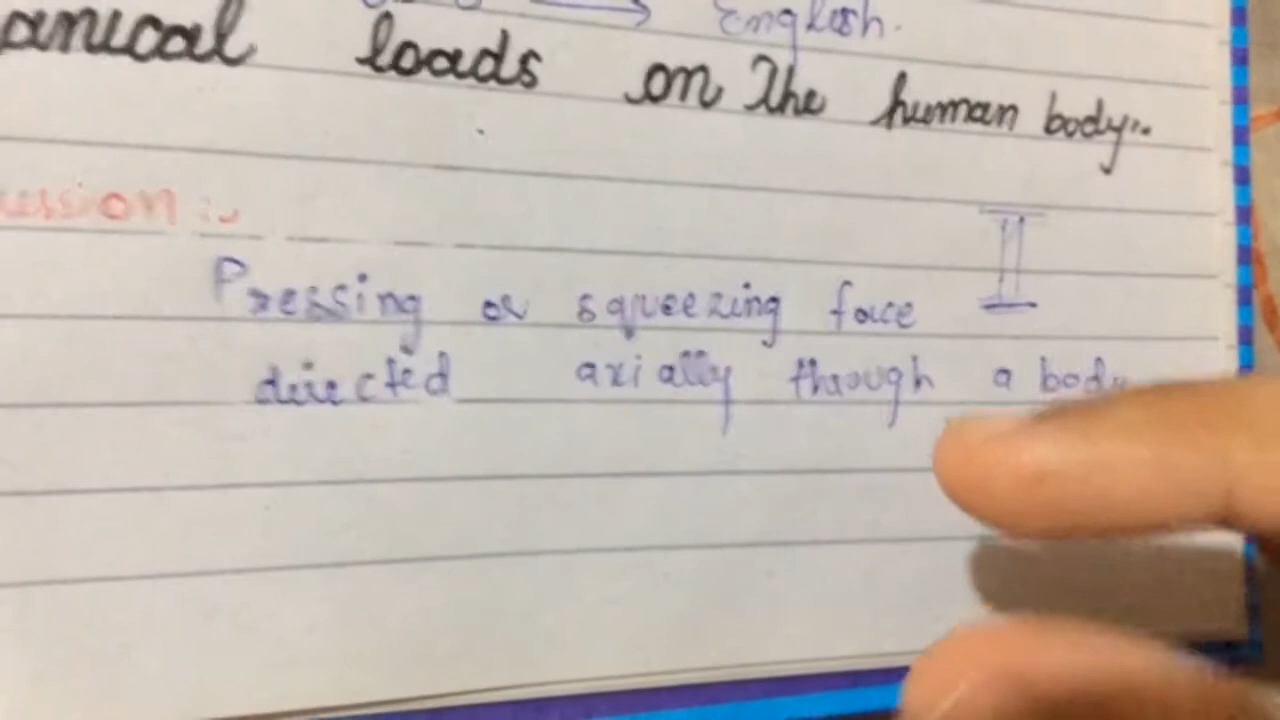 English.
anical loads on The human body:-
ession :-
Pressing or squeezing force
directed axially through a body